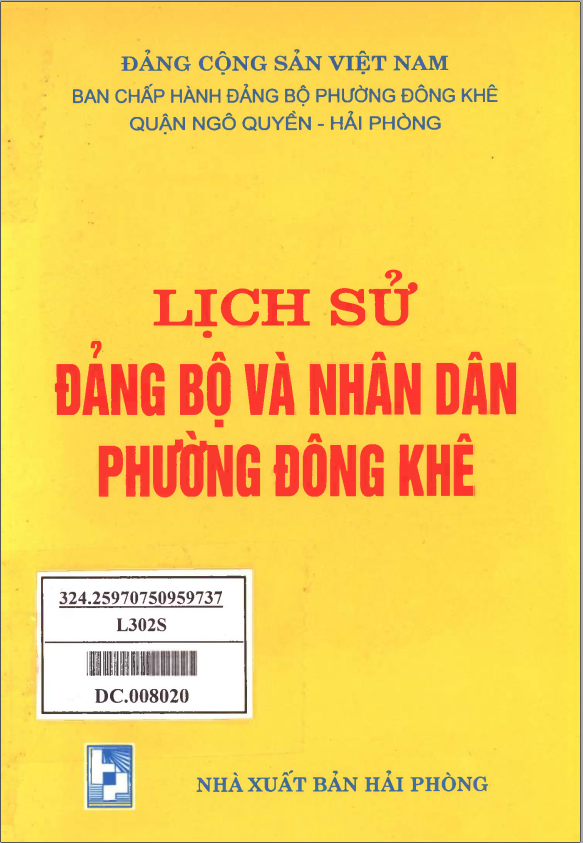 ĐẢNG CỘNG SẢN VIỆT NAM
BAN CHẤP HÀNH ĐẢNG BỘ PHƯỜNG ĐÔNG KHÊ
QUẬN NGÔ QUYỀN - HẢI PHÒNG
LỊCH SỬ
ĐẢNG BỘ VÀ NHÂN DÂN
PHƯỜNG ĐÔNG KHÊ
324.25970750959737
L302S
DC.008020
NHÀ XUẤT BẢN HẢI PHÒNG